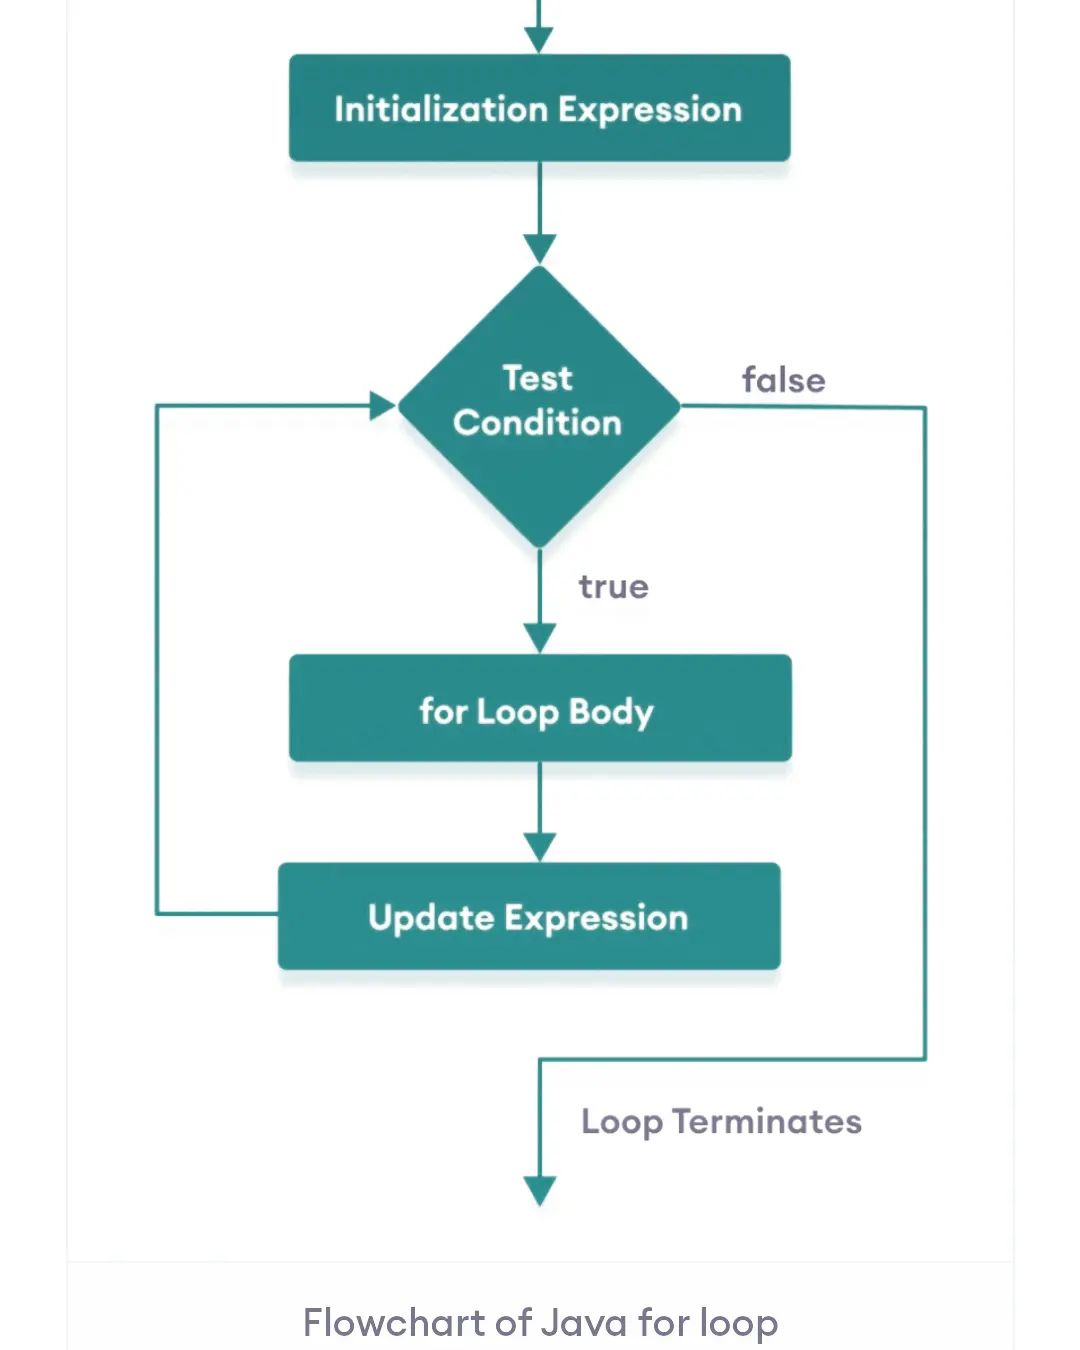 Initialization Expression
Test
Condition
false
true
for Loop Body
Update Expression
Loop Terminates
Flowchart of Java for loop